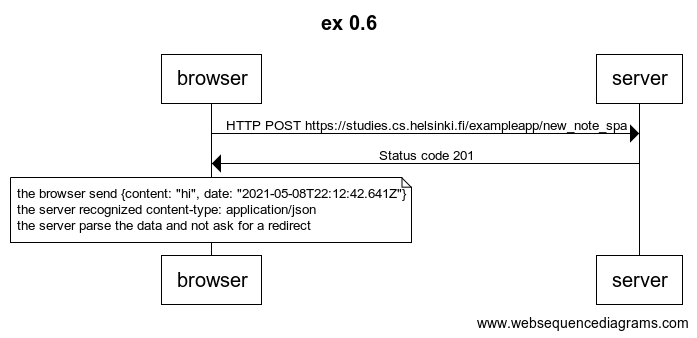 ex 0.6
browser
server
HTTP POST https://studies.cs.helsinki.fi/exampleapp/new_note_spa
Status code 201
the browser send {content: "hi", date: "2021-05-08T22:12:42.641Z"}
the server recognized content-type: application/json
the server parse the data and not ask for a redirect
browser
server
www.websequencediagrams.com